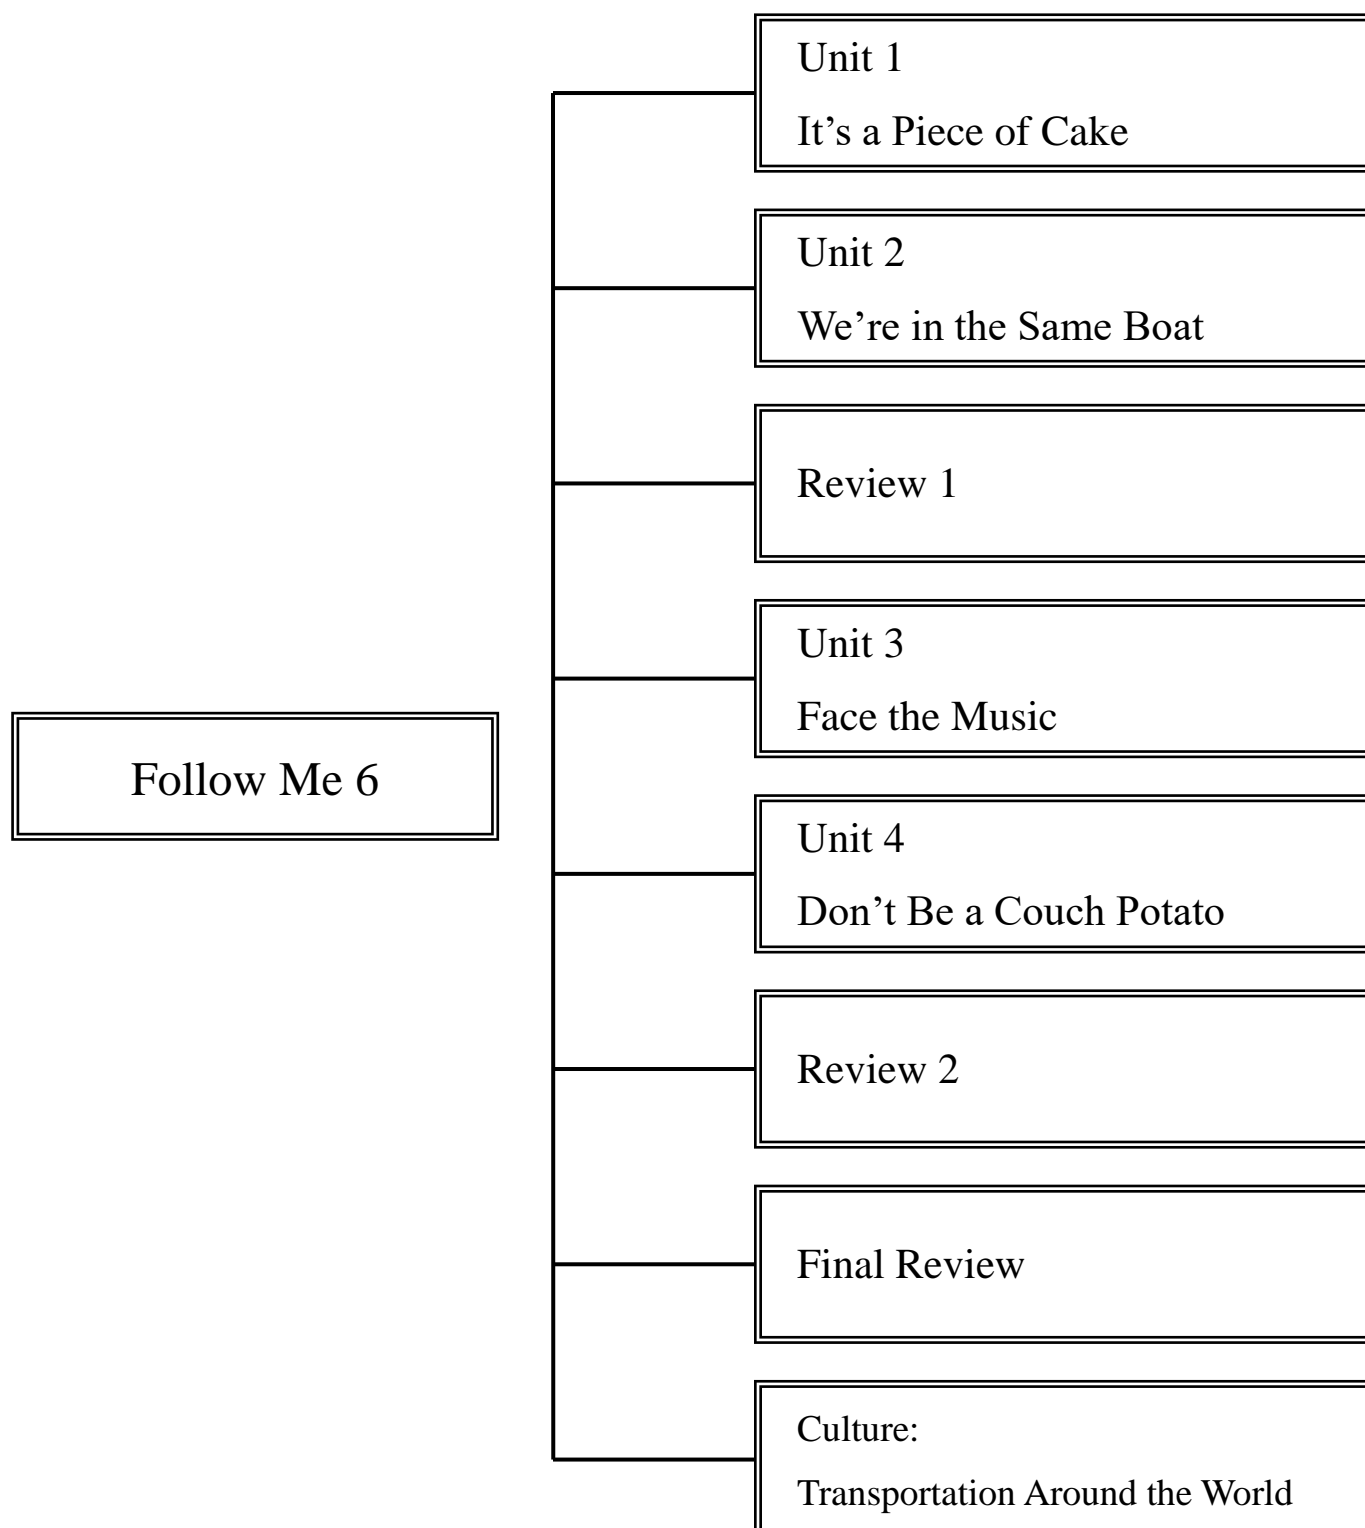 Unit 1
It’s a Piece of Cake
Unit 2
We’re in the Same Boat
Review 1
Unit 3
Face the Music
Follow Me 6
Unit 4
Don’t Be a Couch Potato
Review 2
Final Review
Culture:
Transportation Around the World